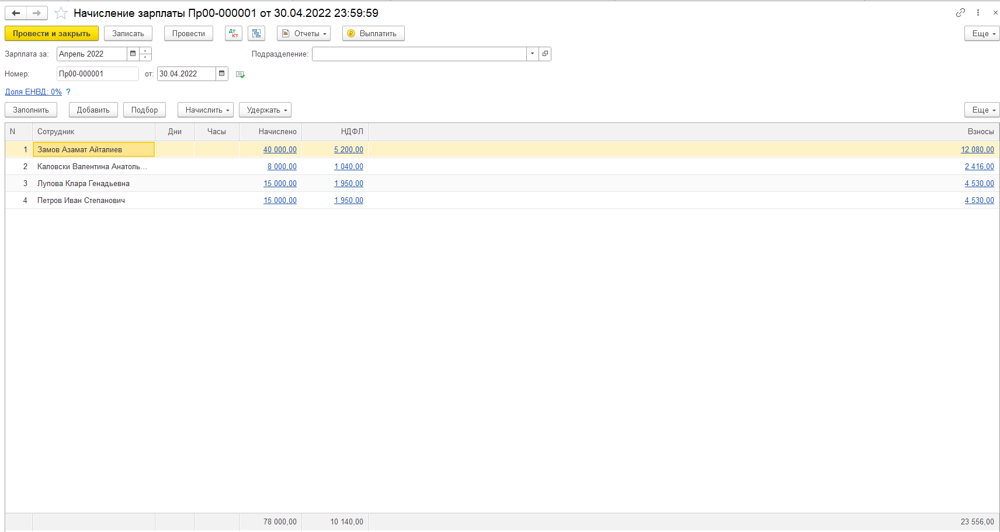 Начисление зарплаты Пр00-000001 от 30.04.2022 23:59:59
Провести и закрыть Записать Провести Дт Кт Отчеты Выплатить Еще
Зарплата за: Апрель 2022 Подразделение:
Номер: Пр00-000001 от: 30.04.2022
Доля ЕНВД: 0% ?
Заполнить Добавить Подбор Начислить Удержать Еще
N Сотрудник Дни Часы Начислено НДФЛ Взносы
1 Замов Азамат Айталиев 40 000,00 5 200,00 12 080,00
2 Каловски Валентина Анатоль... 8 000,00 1 040,00 2 416,00
3 Лупова Клара Генадьевна 15 000,00 1 950,00 4 530,00
4 Петров Иван Степанович 15 000,00 1 950,00 4 530,00
78 000,00 10 140,00 23 556,00